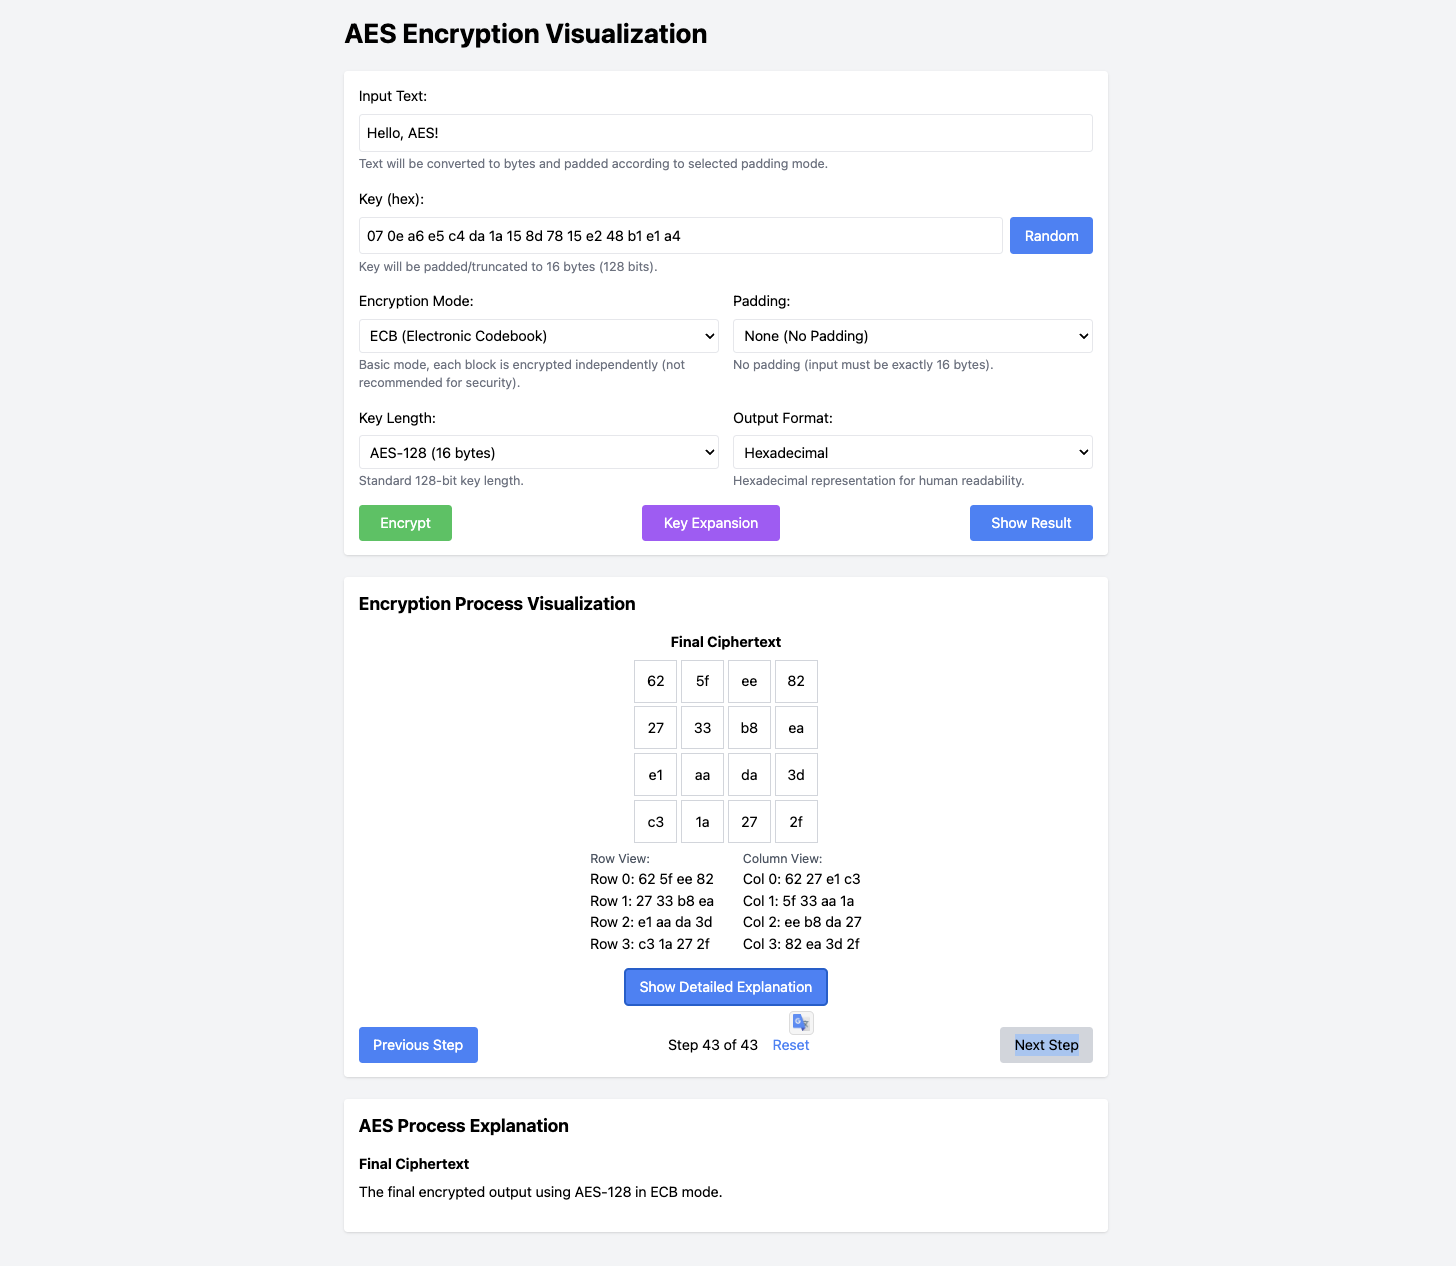 AES Encryption Visualization
Input Text:
Hello, AES!
Text will be converted to bytes and padded according to selected padding mode.
Key (hex):
07 0e a6 e5 c4 da 1a 15 8d 78 15 e2 48 b1 e1 a4
Random
Key will be padded/truncated to 16 bytes (128 bits).
Encryption Mode:
Padding:
ECB (Electronic Codebook)
None (No Padding)
Basic mode, each block is encrypted independently (not
recommended for security).
No padding (input must be exactly 16 bytes).
Key Length:
Output Format:
AES-128 (16 bytes)
Hexadecimal
Standard 128-bit key length.
Hexadecimal representation for human readability.
Encrypt
Key Expansion
Show Result
Encryption Process Visualization
Final Ciphertext
62 5f ee 82
27 33 b8 ea
e1 aa da 3d
c3 1a 27 2f
Row View:
Row 0: 62 5f ee 82
Row 1: 27 33 b8 ea
Row 2: e1 aa da 3d
Row 3: c3 1a 27 2f
Column View:
Col 0: 62 27 e1 c3
Col 1: 5f 33 aa 1a
Col 2: ee b8 da 27
Col 3: 82 ea 3d 2f
Show Detailed Explanation
Previous Step
Step 43 of 43
Reset
Next Step
AES Process Explanation
Final Ciphertext
The final encrypted output using AES-128 in ECB mode.